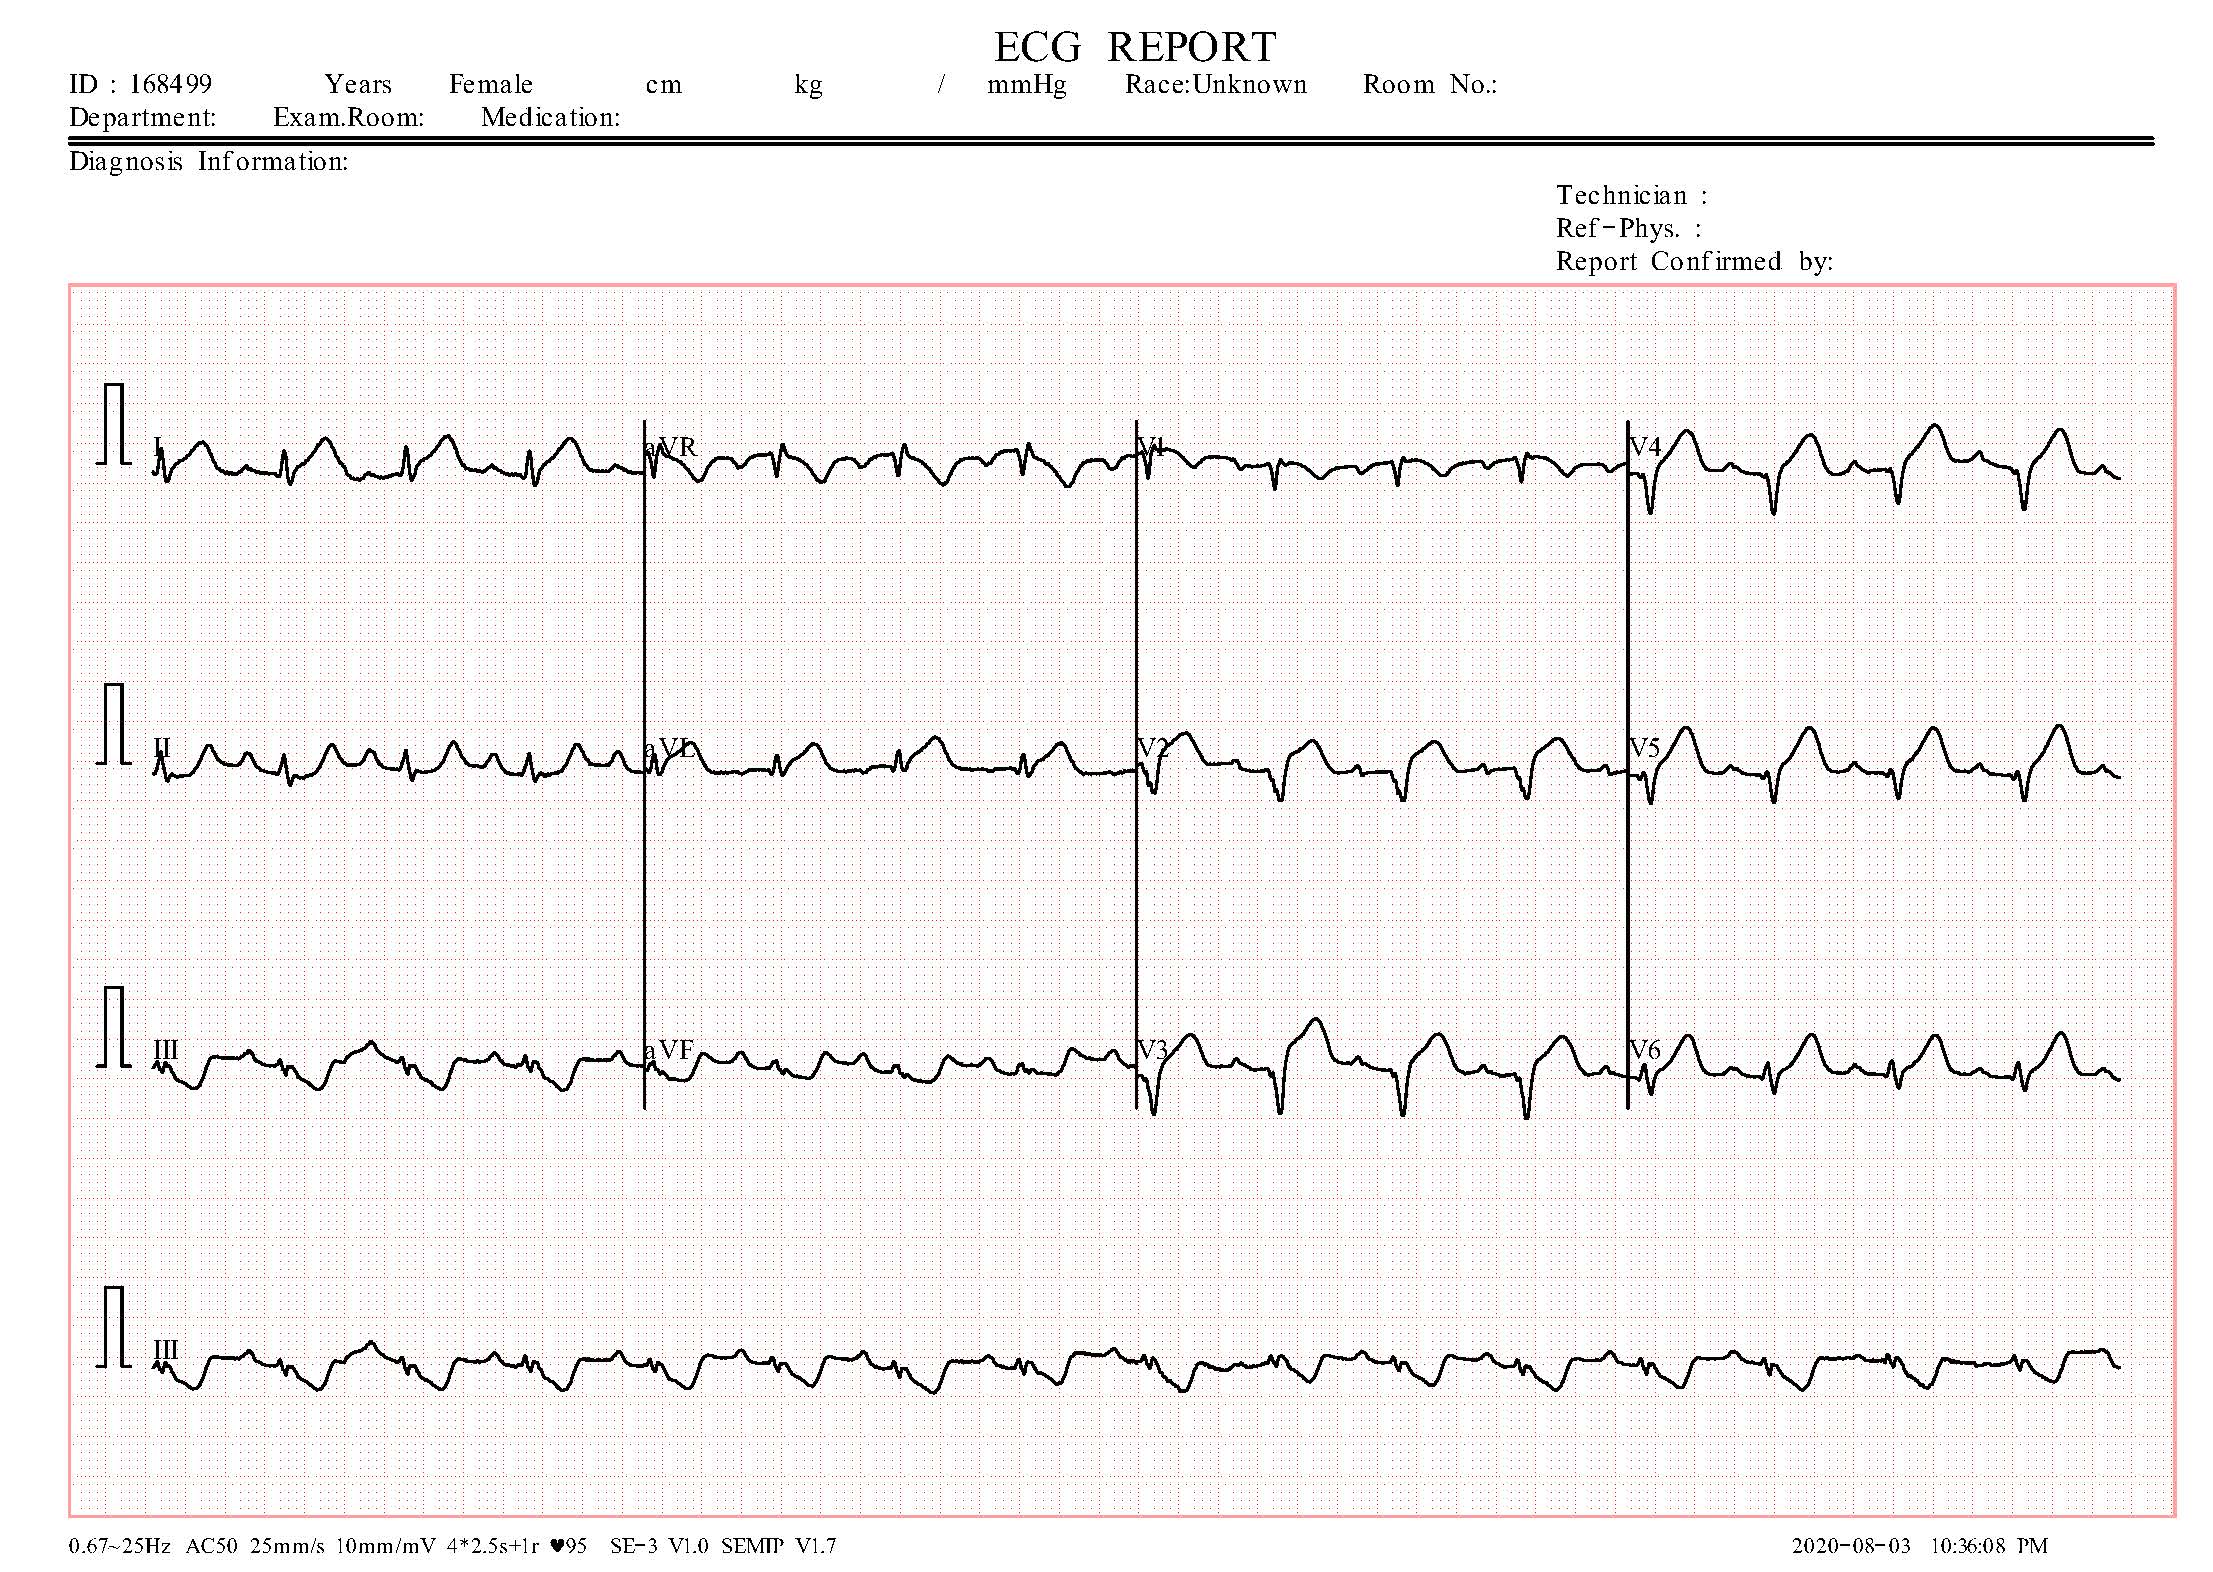 ECG REPORT
ID : 168499 Years Female cm kg / mmHg Race:Unknown Room No.:
Department: Exam.Room: Medication:
Diagnosis Information:
Technician :
Ref-Phys. :
Report Confirmed by:
I aVR V1 V4
II aVL V2 V5
III aVF V3 V6
III
0.67~25Hz AC50 25mm/s 10mm/mV 4*2.5s+1r ♥95 SE-3 V1.0 SEMIP V1.7 2020-08-03 10:36:08 PM